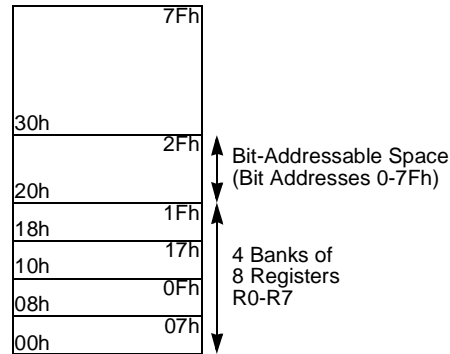 7Fh
30h
2Fh
Bit-Addressable Space
(Bit Addresses 0-7Fh)
20h
1Fh
18h
17h
4 Banks of
8 Registers
R0-R7
10h
0Fh
08h
07h
00h